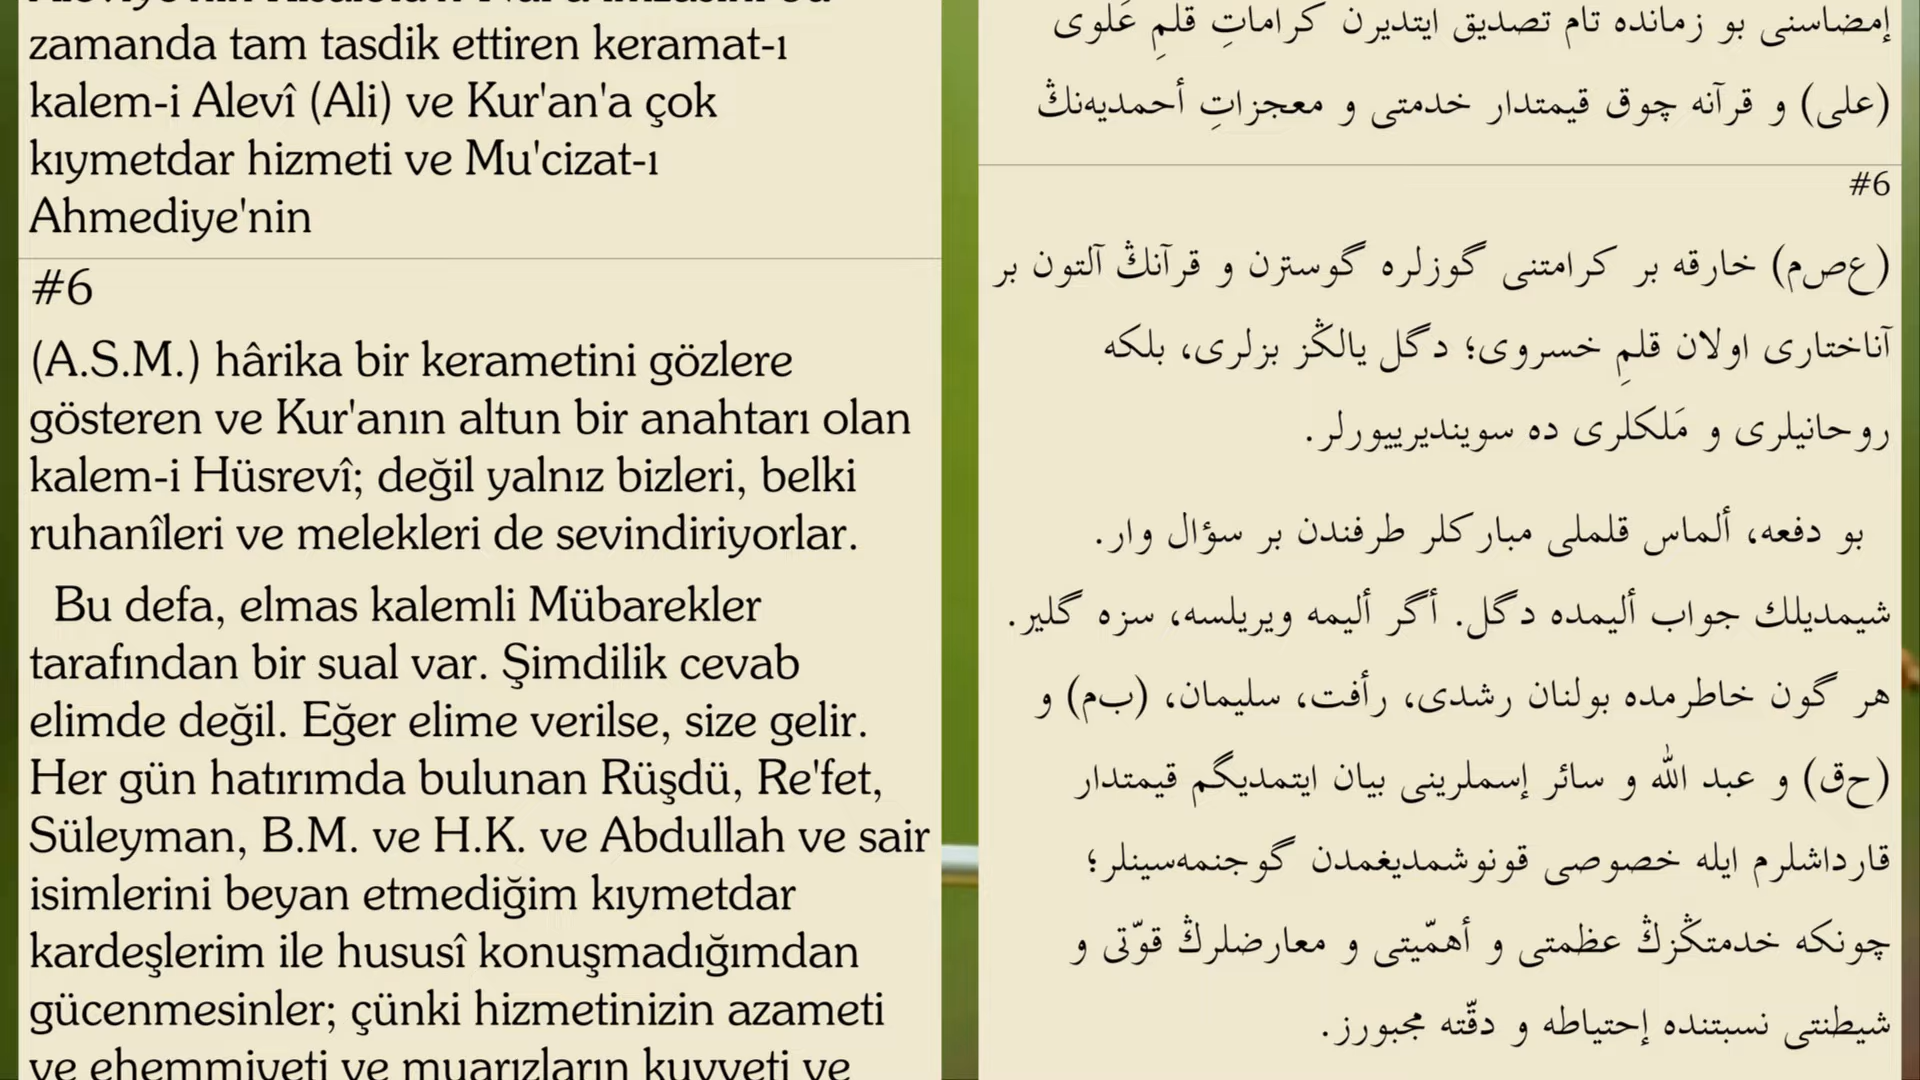 zamanda tam tasdik ettiren keramat-ı
kalem-i Alevî (Ali) ve Kur'an'a çok
kıymetdar hizmeti ve Mu'cizat-ı
Ahmediye'nin
#6
(A.S.M.) hârika bir kerametini gözlere
gösteren ve Kur'anın altun bir anahtarı olan
kalem-i Hüsrevî; değil yalnız bizleri, belki
ruhanîleri ve melekleri de sevindiriyorlar.
Bu defa, elmas kalemli Mübarekler
tarafından bir sual var. Şimdilik cevab
elimde değil. Eğer elime verilse, size gelir.
Her gün hatırımda bulunan Rüşdü, Re'fet,
Süleyman, B.M. ve H.K. ve Abdullah ve sair
isimlerini beyan etmediğim kıymetdar
kardeşlerim ile hususî konuşmadığımdan
gücenmesinler; çünki hizmetinizin azameti
ve ehemmiyeti ve muarızların kuvveti ve
إمضاسنى بو زمانده تام تصديق ايتديرن كراماتِ قلمِ عَلوى
(على) و قرآنه چوق قيمتدار خدمتى و معجزاتِ أحمديه‌نڭ
#6
(ع‌ص‌م) خارقه بر كرامتنى گوزلره گوسترن و قرآنڭ آلتون بر
آناختارى اولان قلمِ خسروى؛ دگل يالڭز بزلرى، بلكه
روحانيلرى و مَلكلرى ده سوينديرييورلر.
بو دفعه، ألماس قلملى مباركلر طرفندن بر سؤال وار.
شيمديلك جواب أليمده دگل. أگر أليمه ويريلسه، سزه گلير.
هر گون خاطرمده بولنان رشدى، رأفت، سليمان، (ب‌م) و
(ح‌ق) و عبد الله و سائر إسملرينى بيان ايتمديگم قيمتدار
قارداشلرم ايله خصوصى قونوشمديغمدن گوجنمه‌سينلر؛
چونكه خدمتڭزڭ عظمتى و أهمّيتى و معارضلرڭ قوّتى و
شيطنتى نسبتنده إحتياطه و دقّته مجبورز.